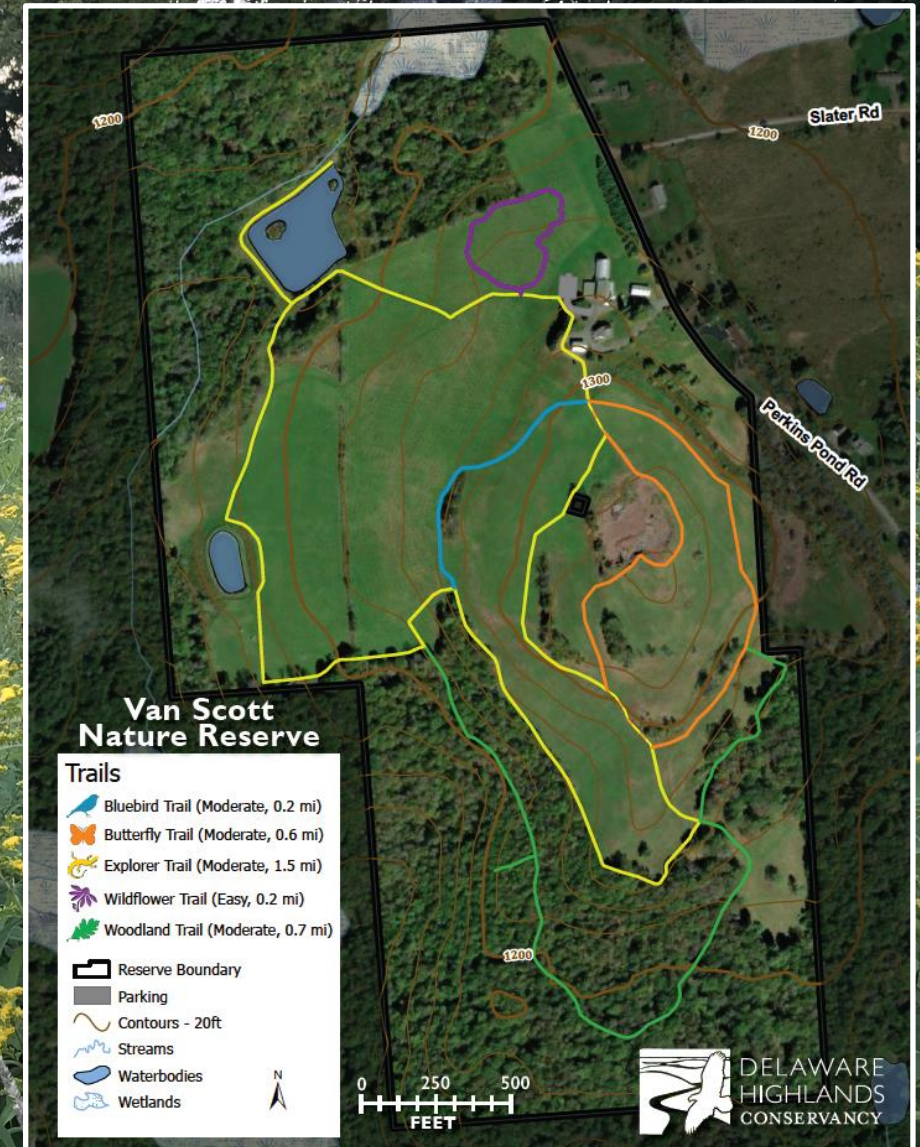 1200
1200
Slater Rd
1300
Perkins Pond Rd
Van Scott
Nature Reserve
Trails
Bluebird Trail (Moderate, 0.2 mi)
Butterfly Trail (Moderate, 0.6 mi)
Explorer Trail (Moderate, 1.5 mi)
Wildflower Trail (Easy, 0.2 mi)
Woodland Trail (Moderate, 0.7 mi)
Reserve Boundary
Parking
Contours - 20ft
Streams
Waterbodies
Wetlands
N
1200
0 250 500
FEET
DELAWARE
HIGHLANDS
CONSERVANCY